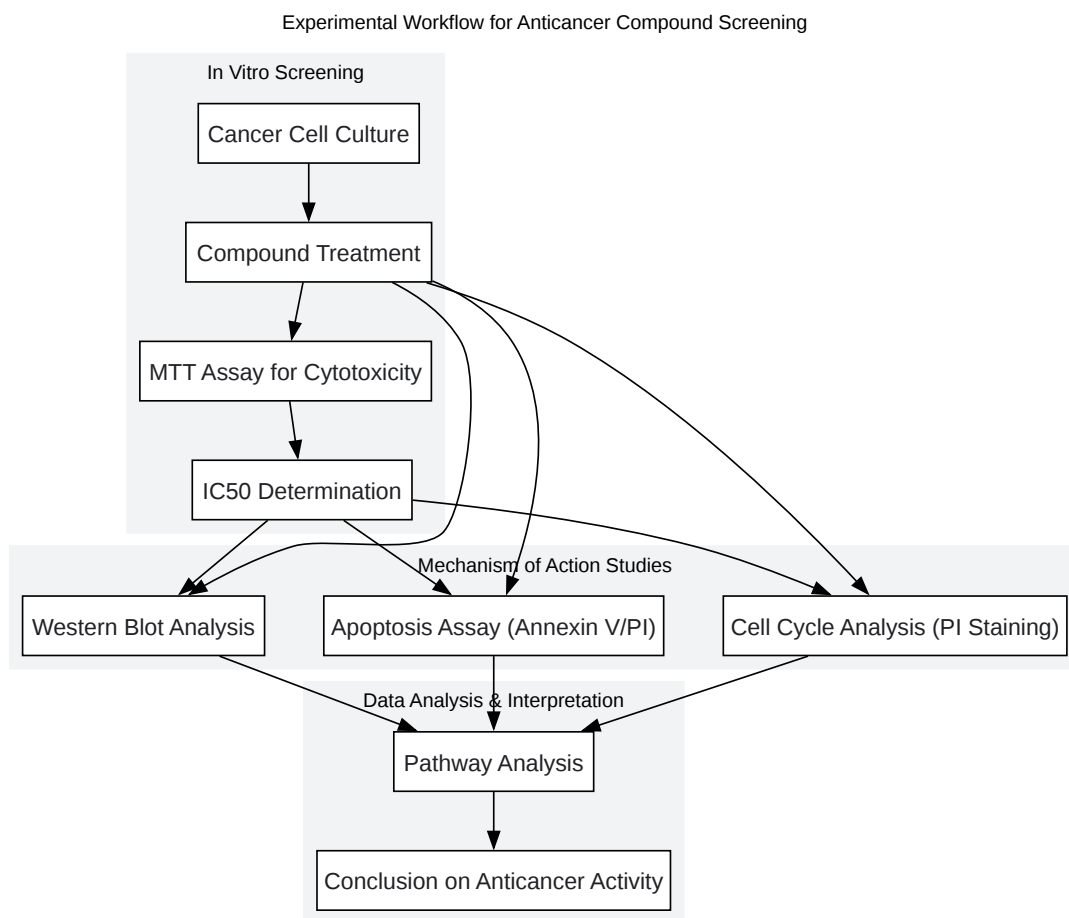 Experimental Workflow for Anticancer Compound Screening
In Vitro Screening
Cancer Cell Culture
Compound Treatment
MTT Assay for Cytotoxicity
IC50 Determination
Mechanism of Action Studies
Western Blot Analysis
Apoptosis Assay (Annexin V/PI)
Cell Cycle Analysis (PI Staining)
Data Analysis & Interpretation
Pathway Analysis
Conclusion on Anticancer Activity